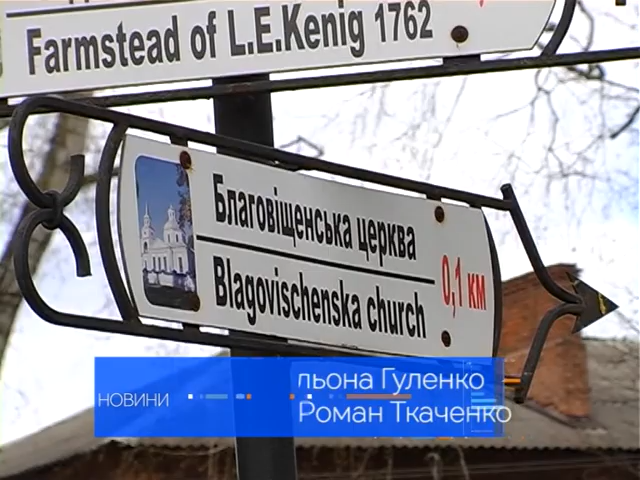 Farmstead of L.E.Kenig 1762
Благовіщенська церква
Blagovischenska church
0,1 км
НОВИНИ
льона Гуленко
Роман Ткаченко